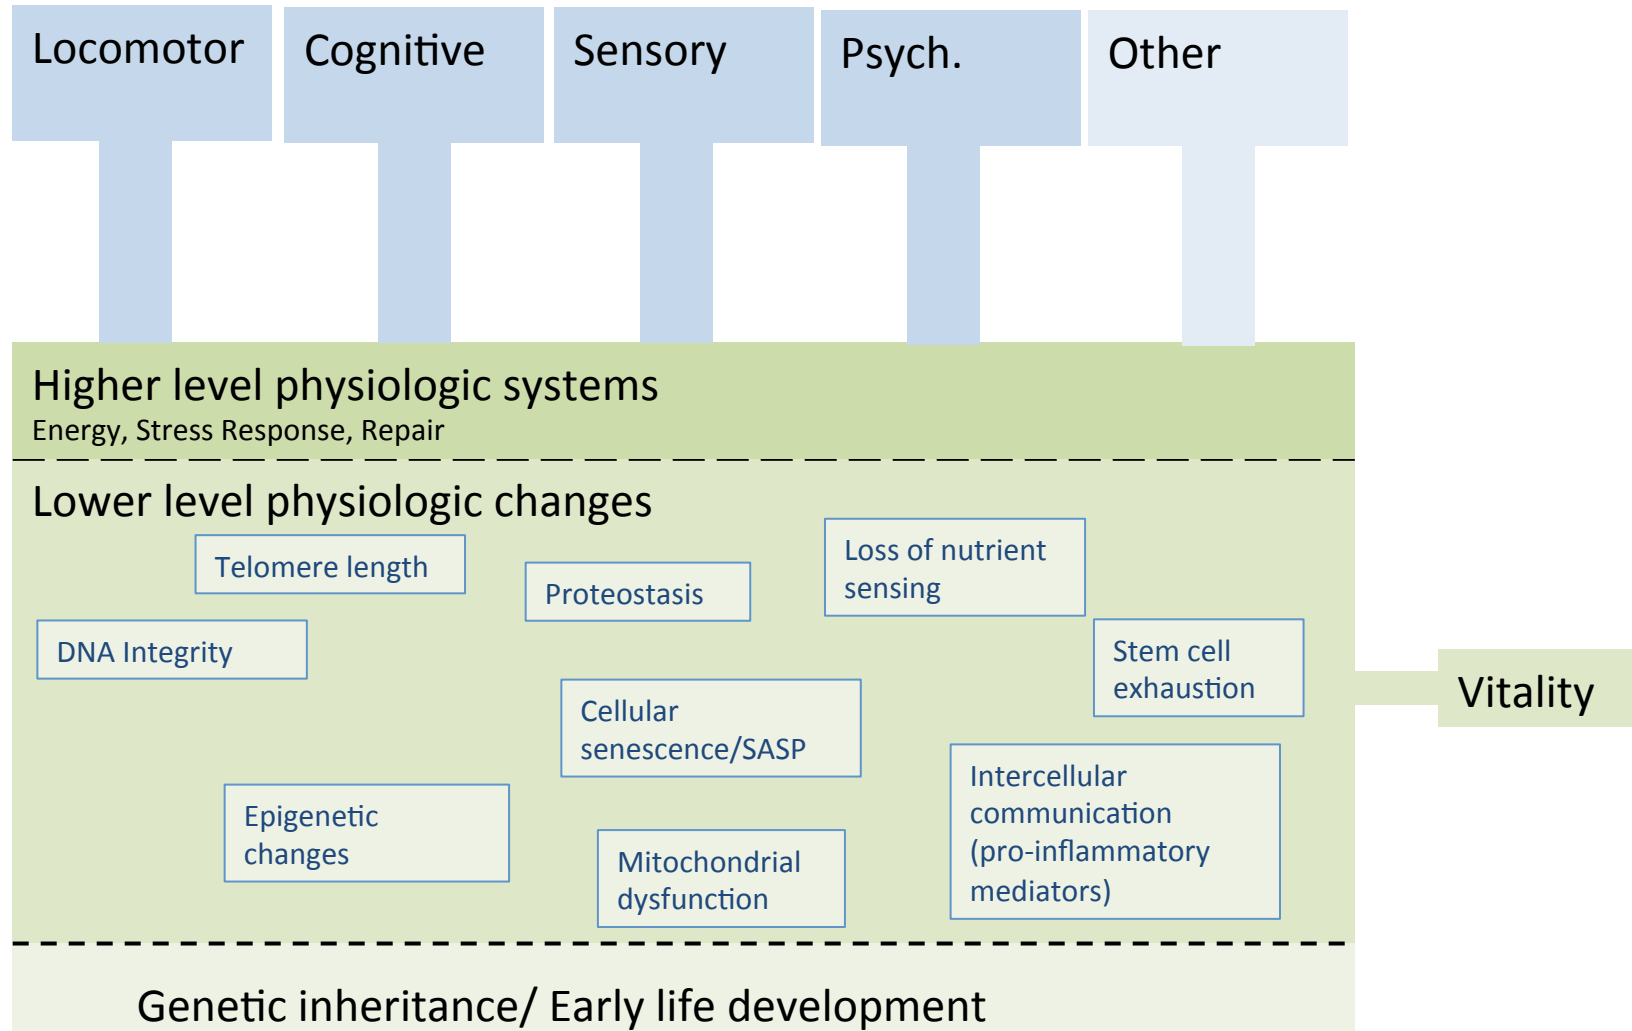 Locomotor
Cognitive
Sensory
Psych.
Other
Higher level physiologic systems
Energy, Stress Response, Repair
Lower level physiologic changes
Telomere length
Proteostasis
Loss of nutrient
sensing
DNA Integrity
Stem cell
exhaustion
Vitality
Cellular
senescence/SASP
Epigenetic
changes
Mitochondrial
dysfunction
Intercellular
communication
(pro-inflammatory
mediators)
Genetic inheritance/ Early life development